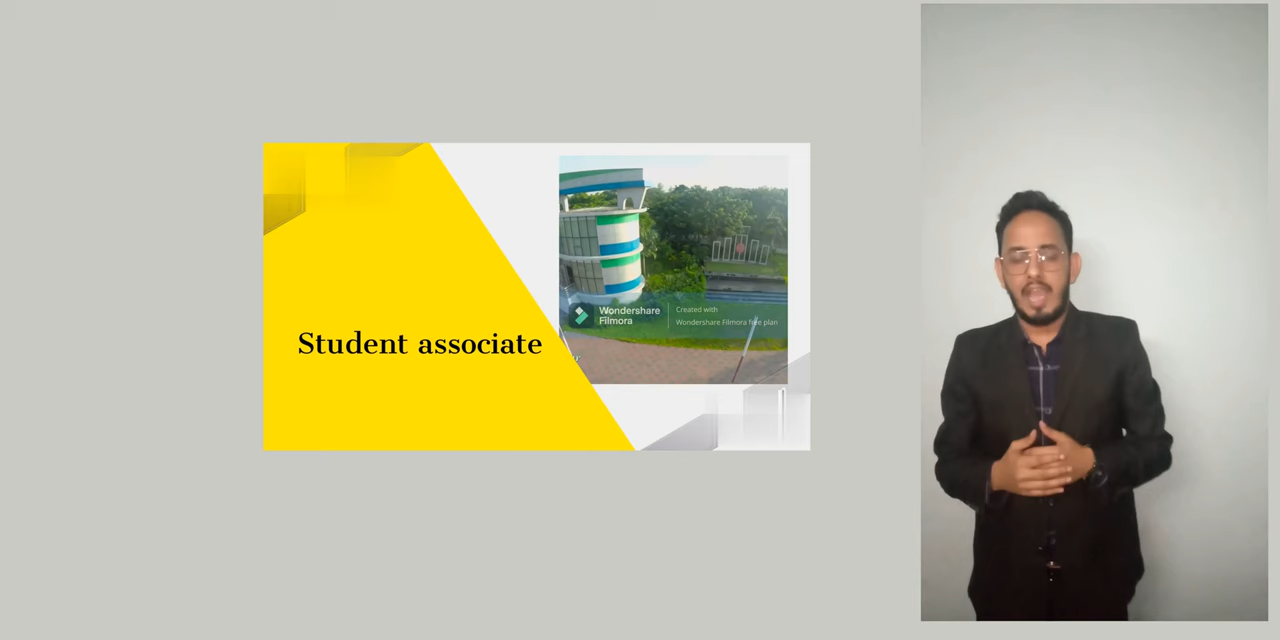 Student associate
Wondershare
Filmora
Created with
Wondershare Filmora free plan